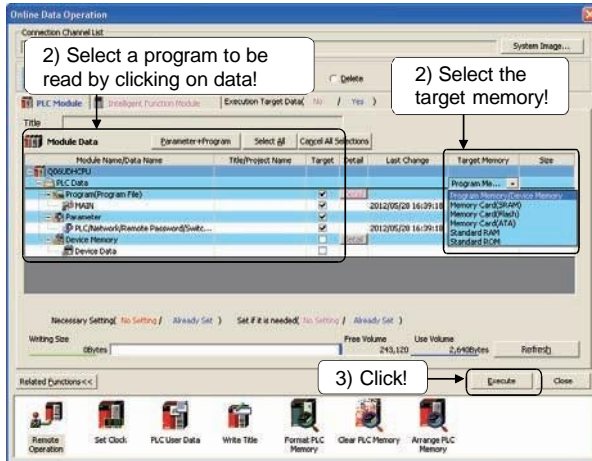 Online Data Operation
Connection Channel List
System Image...
2) Select a program to be
read by clicking on data!
Delete
2) Select the
target memory!
PLC Module
Intelligent Function Module
Execution Target Data( No / Yes )
Title
Module Data
Parameter+Program
Select All
Cancel All Selections
Module Name/Data Name
Title/Project Name
Target
Detail
Last Change
Target Memory
Size
Q06UDHCPU
PLC Data
Program Me...
Program(Program File)
Program Memory/Device Memory
MAIN
2012/05/28 16:39:18
Memory Card(SRAM)
Parameter
Memory Card(Flash)
PLC/Network/Remote Password/Switc...
2012/05/28 16:39:18
Memory Card(ATA)
Device Memory
Detail
Standard RAM
Device Data
Standard ROM
Necessary Setting( No Setting / Already Set ) Set if it is needed( No Setting / Already Set )
Writing Size
0Bytes
Free Volume
243,120
Use Volume
2,640Bytes
Refresh
Related Functions<<
3) Click!
Execute
Close
Remote
Operation
Set Clock
PLC User Data
Write Title
Format PLC
Memory
Clear PLC Memory
Arrange PLC
Memory